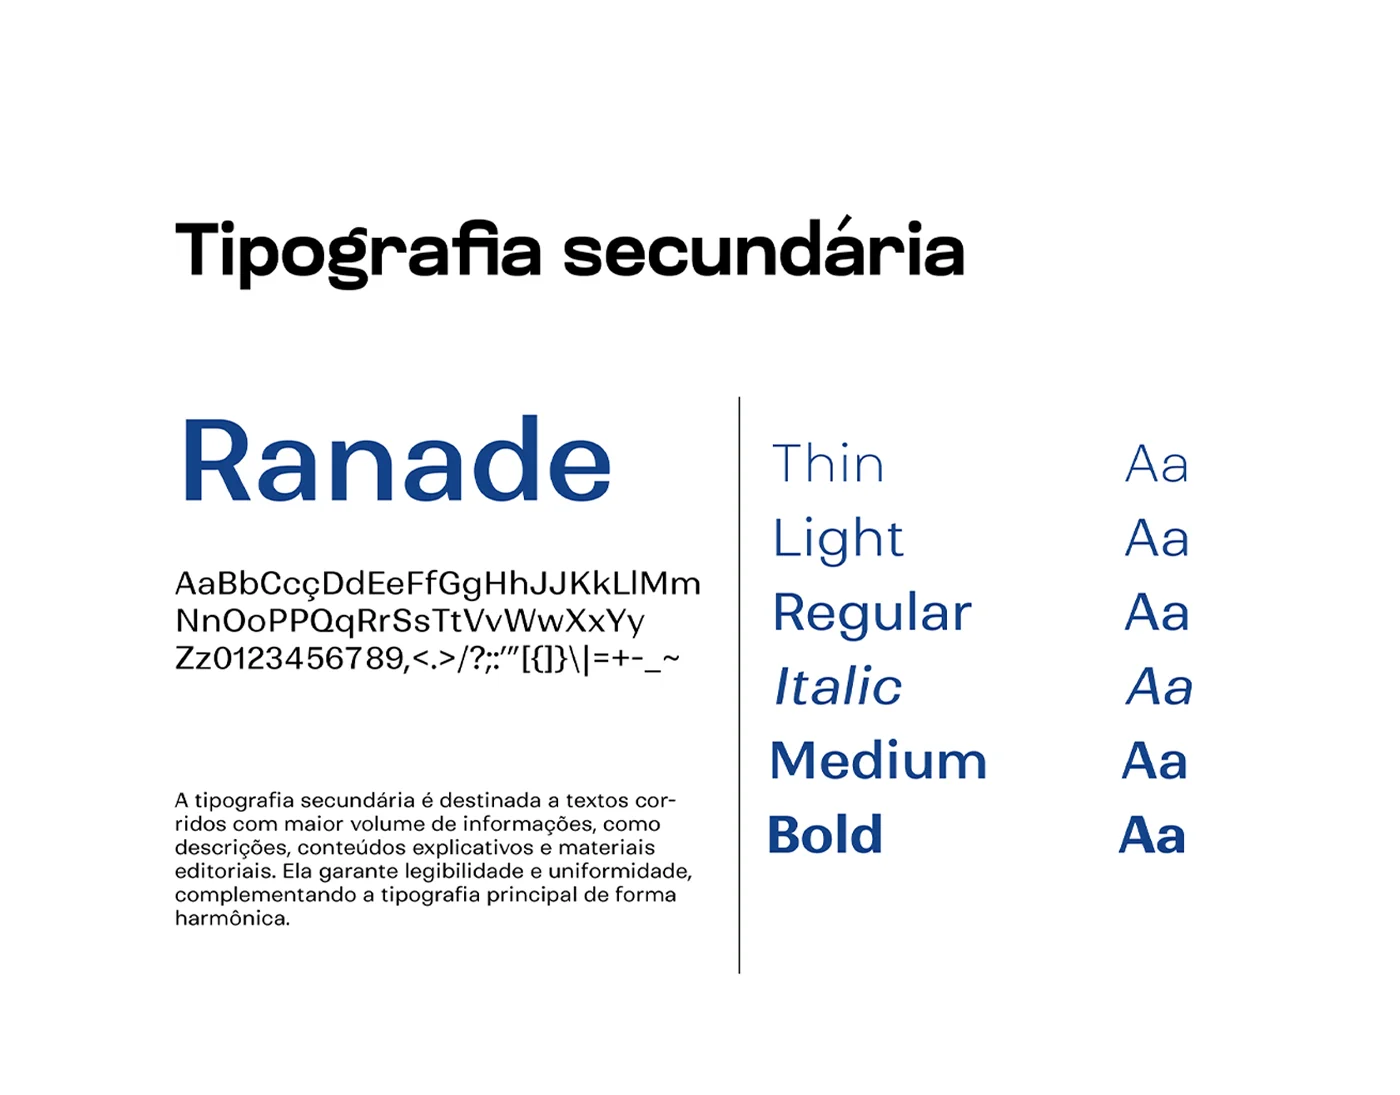 Tipografia secundária
Ranade
AaBbCcçDdEeFfGgHhJJKkLlMm
NnOoPPQqRrSsTtVvWwXxYy
Zz0123456789,<.>/?;:’”[{]}\|=+-_~
A tipografia secundária é destinada a textos cor-
ridos com maior volume de informações, como
descrições, conteúdos explicativos e materiais
editoriais. Ela garante legibilidade e uniformidade,
complementando a tipografia principal de forma
harmônica.
Thin Aa
Light Aa
Regular Aa
Italic Aa
Medium Aa
Bold Aa